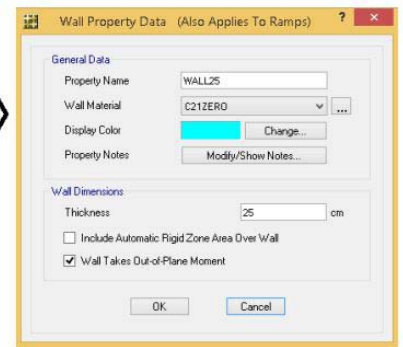 Wall Property Data (Also Applies To Ramps) ? ×
General Data
Property Name WALL25
Wall Material C21ZERO ...
Display Color Change...
Property Notes Modify/Show Notes...
Wall Dimensions
Thickness 25 cm
Include Automatic Rigid Zone Area Over Wall
Wall Takes Out-of-Plane Moment
OK Cancel